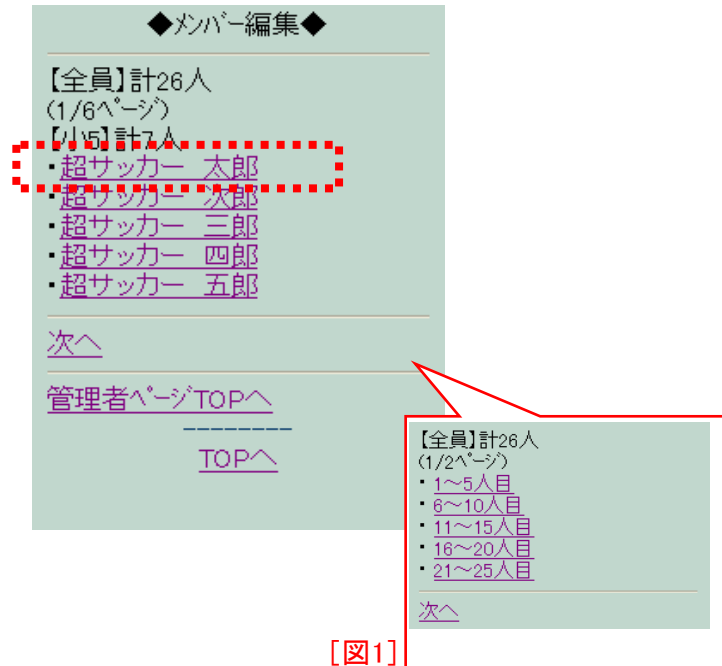 ◆メンバー編集◆
【全員】計26人
(1/6ページ)
【小5】計7人
・超サッカー　太郎
・超サッカー　次郎
・超サッカー　三郎
・超サッカー　四郎
・超サッカー　五郎
次へ
管理者ページTOPへ
---------
TOPへ
【全員】計26人
(1/2ページ)
・1～5人目
・6～10人目
・11～15人目
・16～20人目
・21～25人目
次へ
[図1]